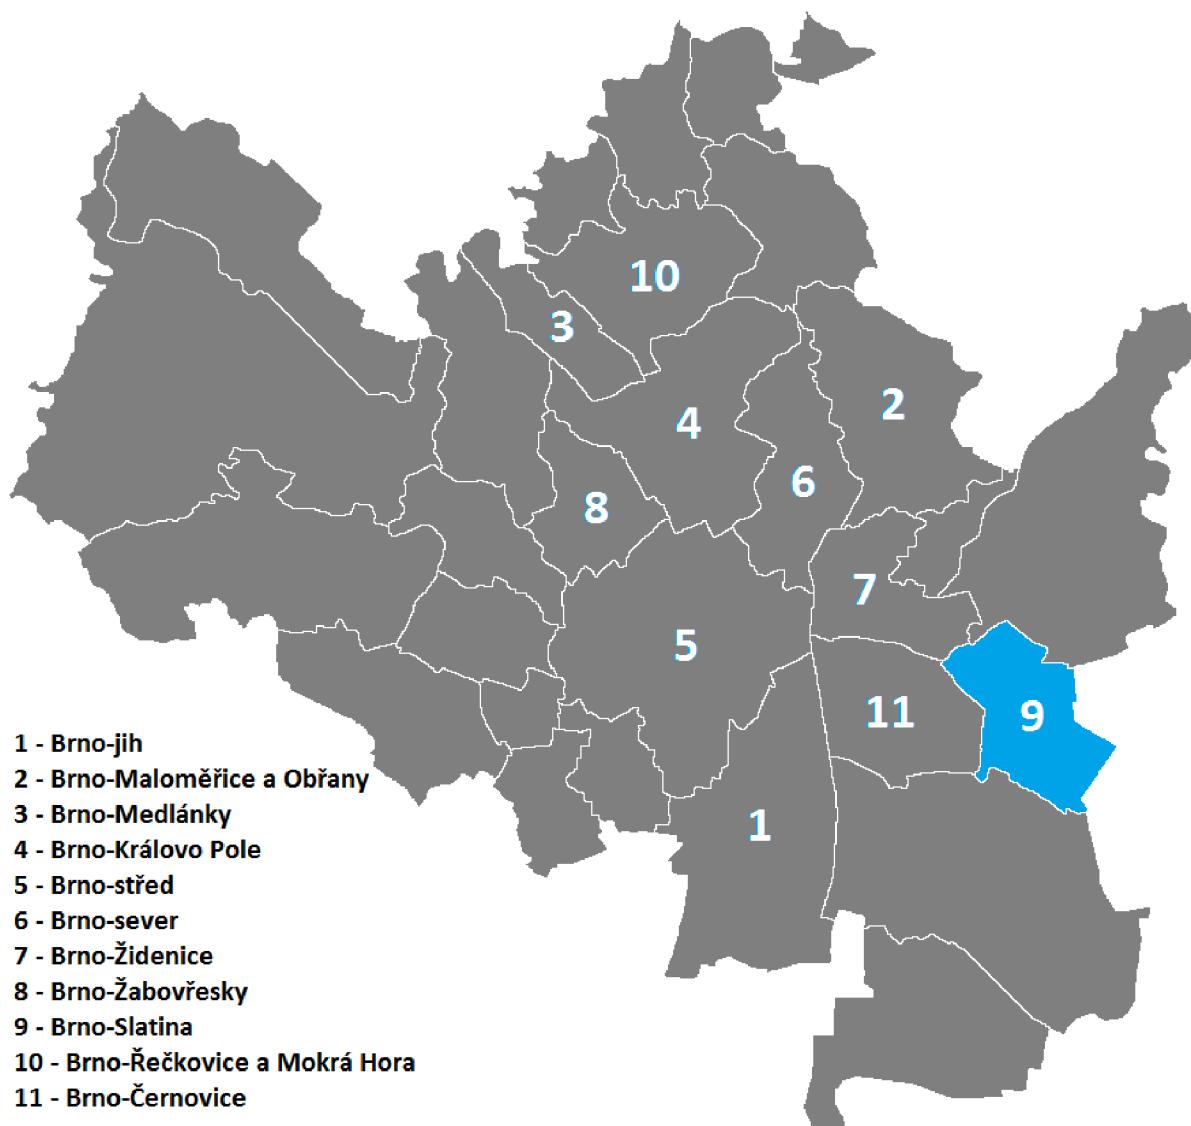 10
3
4
2
6
8
7
5
9
11
1
1 - Brno-jih
2 - Brno-Maloměřice a Obřany
3 - Brno-Medlánky
4 - Brno-Královo Pole
5 - Brno-střed
6 - Brno-sever
7 - Brno-Židenice
8 - Brno-Žabovřesky
9 - Brno-Slatina
10 - Brno-Řečkovice a Mokrá Hora
11 - Brno-Černovice